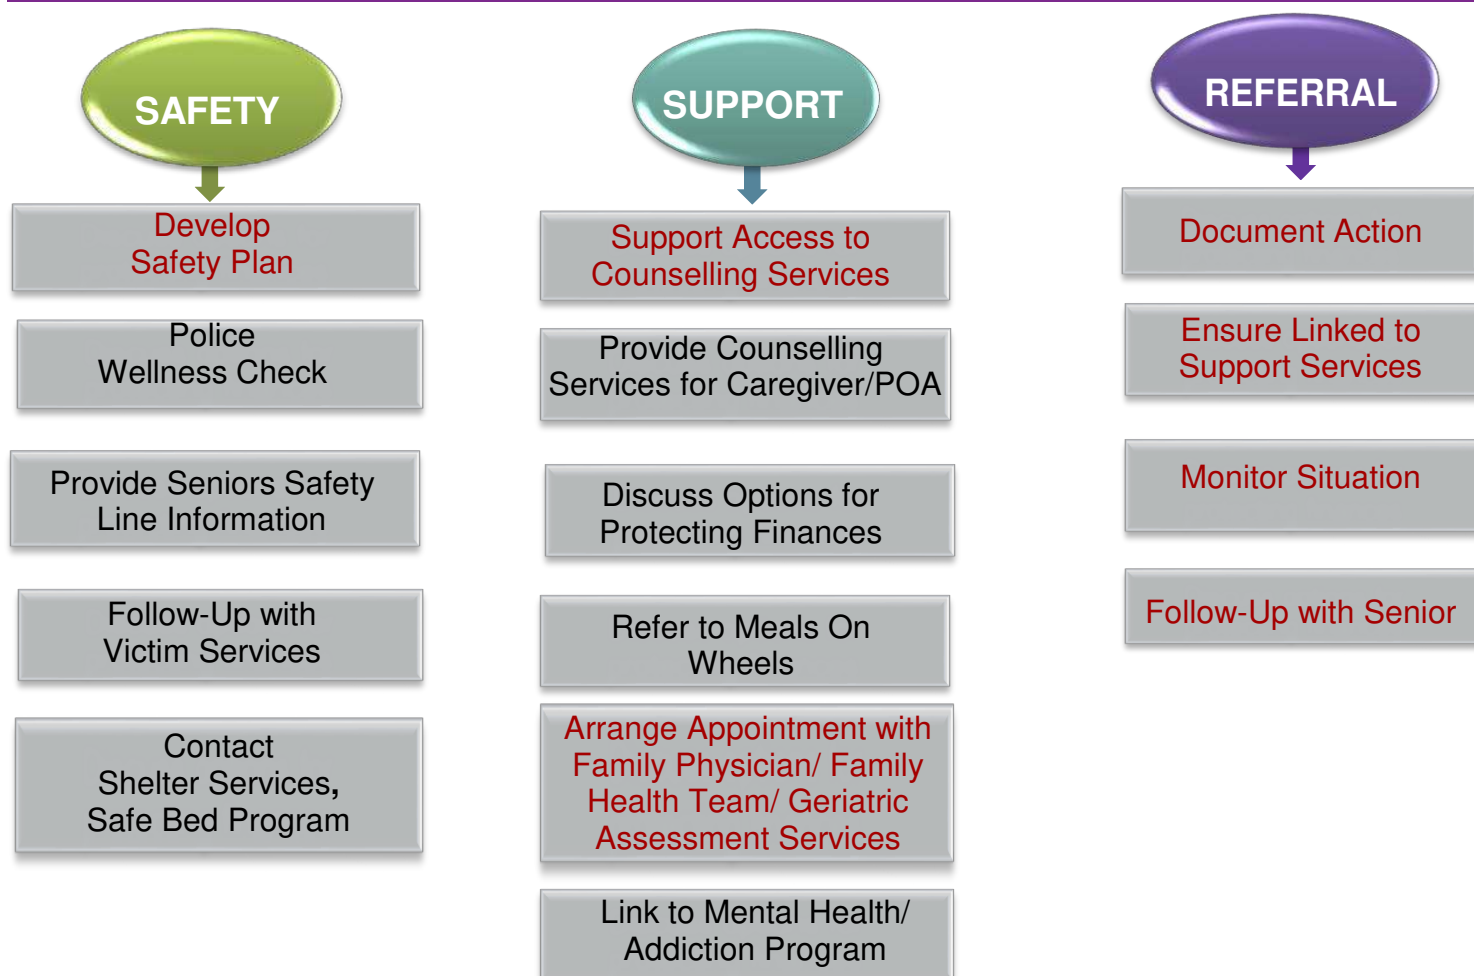 SAFETY
Develop
Safety Plan
Police
Wellness Check
Provide Seniors Safety
Line Information
Follow-Up with
Victim Services
Contact
Shelter Services,
Safe Bed Program
SUPPORT
Support Access to
Counselling Services
Provide Counselling
Services for Caregiver/POA
Discuss Options for
Protecting Finances
Refer to Meals On
Wheels
Arrange Appointment with
Family Physician/ Family
Health Team/ Geriatric
Assessment Services
Link to Mental Health/
Addiction Program
REFERRAL
Document Action
Ensure Linked to
Support Services
Monitor Situation
Follow-Up with Senior